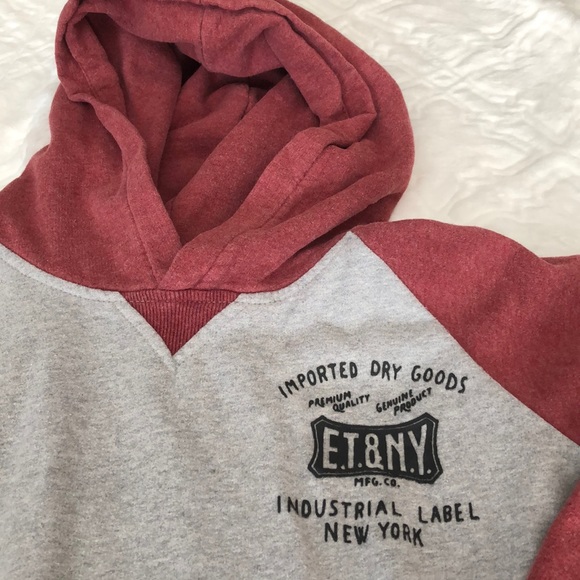 IMPORTED DRY GOODS
PREMIUM QUALITY
GENUINE PRODUCT
E.T.&N.Y.
MFG.CO.
INDUSTRIAL LABEL
NEW YORK